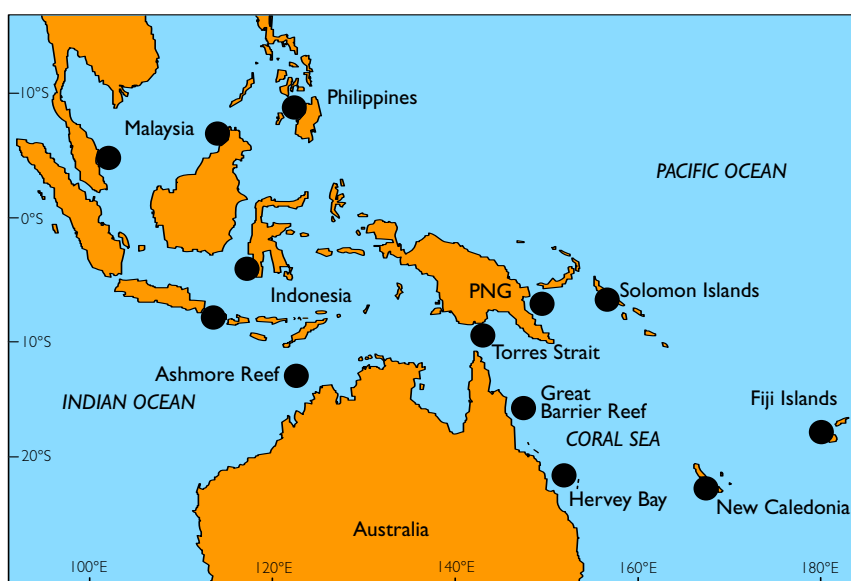 Philippines
–10°S
Malaysia
PACIFIC OCEAN
–0°S
PNG
Solomon Islands
Indonesia
–10°S
Torres Strait
Ashmore Reef
Great
Barrier Reef
Fiji Islands
INDIAN OCEAN
CORAL SEA
–20°S
Hervey Bay
New Caledonia
Australia
100°E
120°E
140°E
160°E
180°E